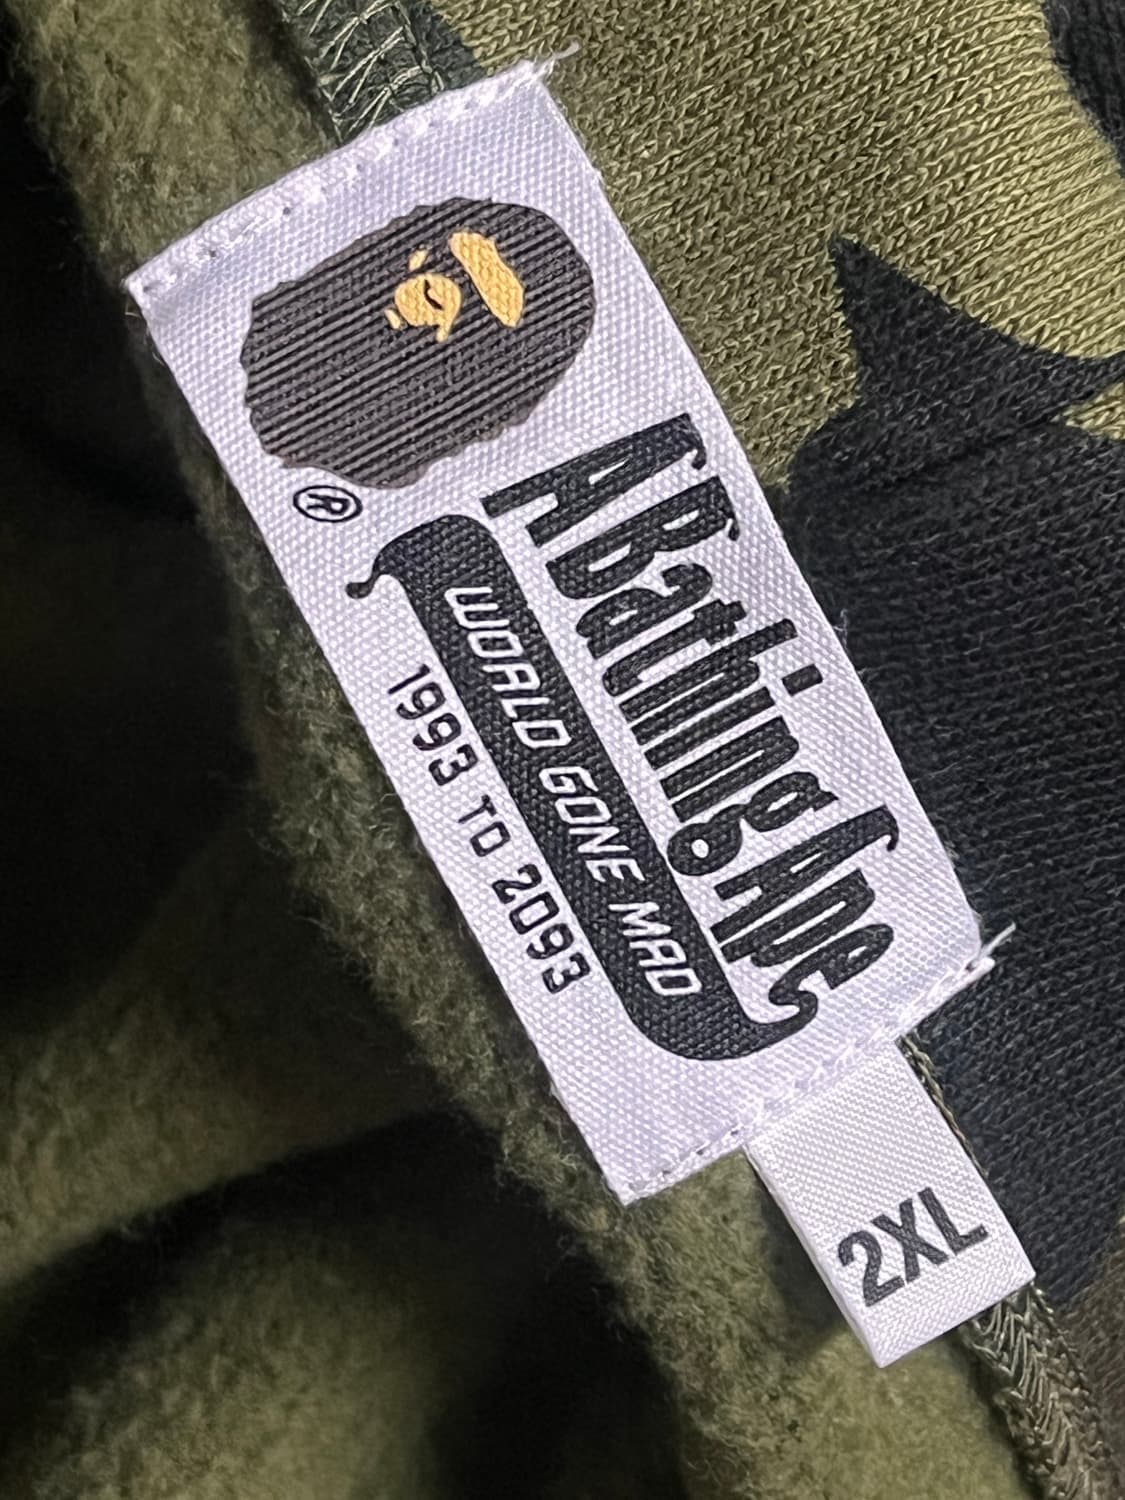 ®
A Bathing Ape
WORLD GONE MAD
1993 TO 2093
2XL